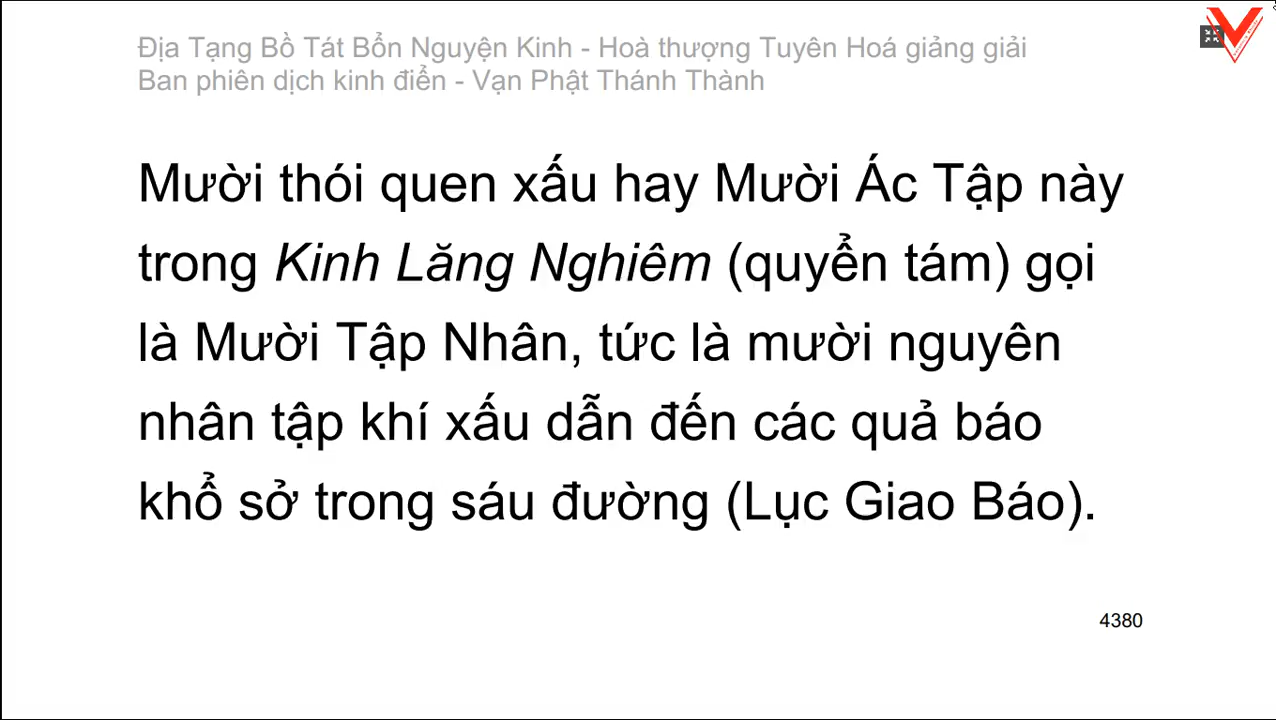 Địa Tạng Bồ Tát Bổn Nguyện Kinh - Hoà thượng Tuyên Hoá giảng giải
Ban phiên dịch kinh điển - Vạn Phật Thánh Thành
Mười thói quen xấu hay Mười Ác Tập này
trong Kinh Lăng Nghiêm (quyển tám) gọi
là Mười Tập Nhân, tức là mười nguyên
nhân tập khí xấu dẫn đến các quả báo
khổ sở trong sáu đường (Lục Giao Báo).
4380